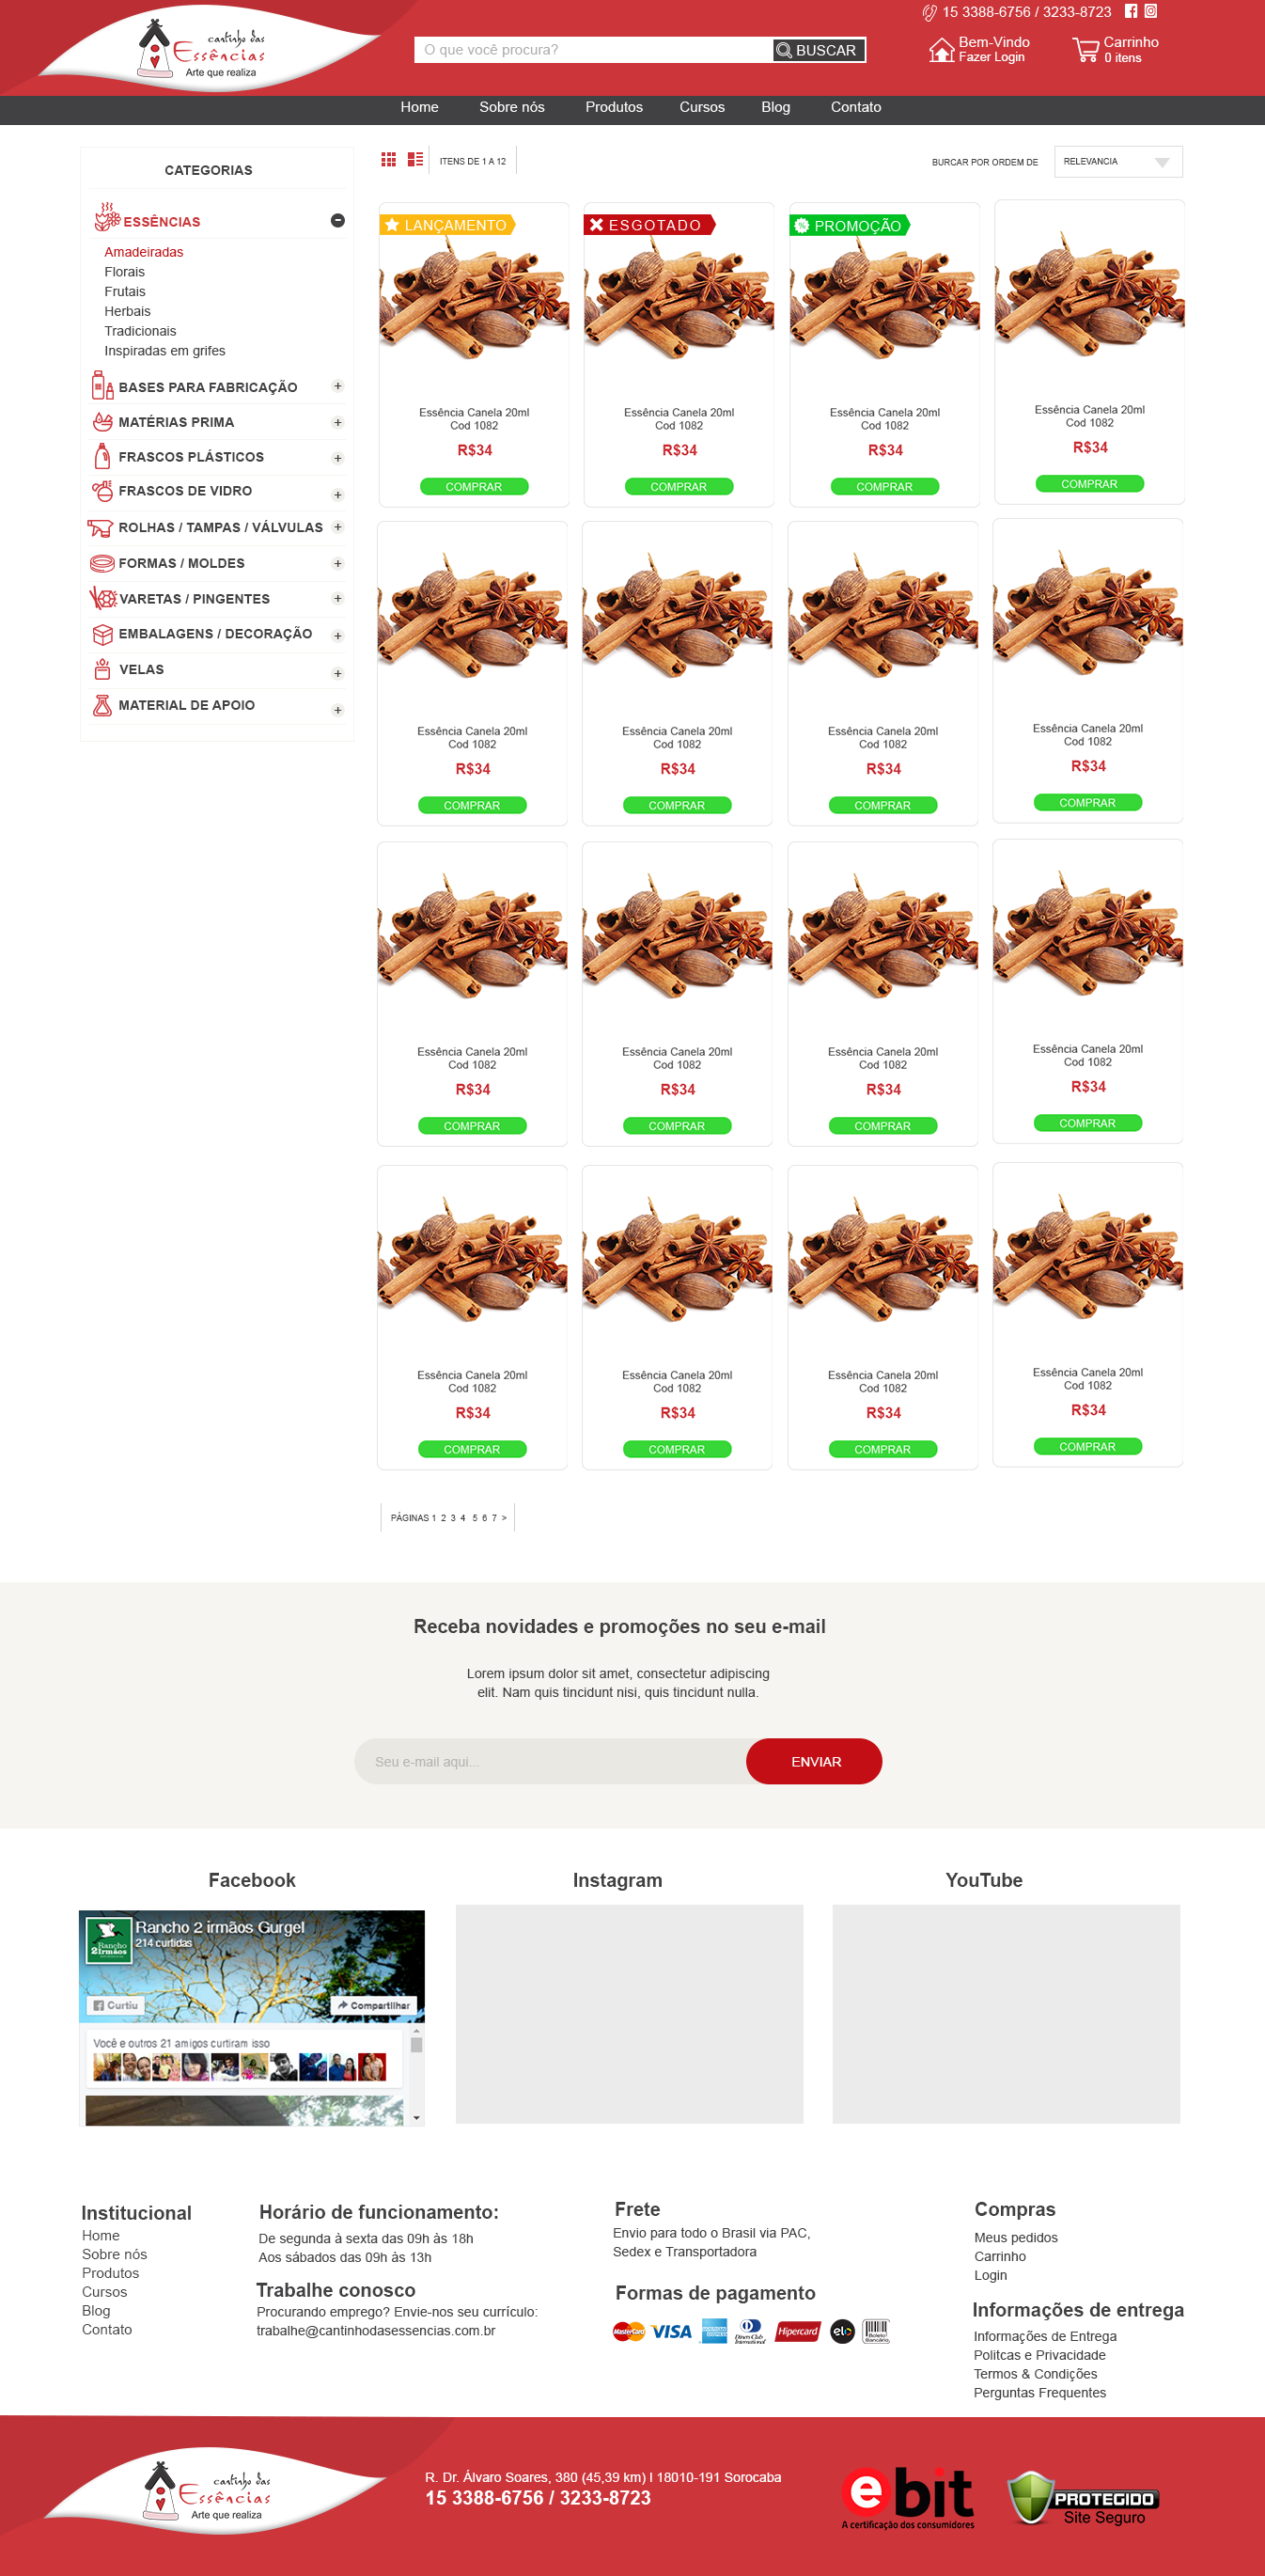 15 3388-6756 / 3233-8723
cantinho das
Essências
Arte que realiza
O que você procura?
BUSCAR
Bem-Vindo
Fazer Login
Carrinho
0 itens
Home
Sobre nós
Produtos
Cursos
Blog
Contato
CATEGORIAS
ESSÊNCIAS
Amadeiradas
Florais
Frutais
Herbais
Tradicionais
Inspiradas em grifes
BASES PARA FABRICAÇÃO
MATÉRIAS PRIMA
FRASCOS PLÁSTICOS
FRASCOS DE VIDRO
ROLHAS / TAMPAS / VÁLVULAS
FORMAS / MOLDES
VARETAS / PINGENTES
EMBALAGENS / DECORAÇÃO
VELAS
MATERIAL DE APOIO
ITENS DE 1 A 12
BURCAR POR ORDEM DE
RELEVANCIA
LANÇAMENTO
Essência Canela 20ml
Cod 1082
R$34
COMPRAR
ESGOTADO
Essência Canela 20ml
Cod 1082
R$34
COMPRAR
PROMOÇÃO
Essência Canela 20ml
Cod 1082
R$34
COMPRAR
Essência Canela 20ml
Cod 1082
R$34
COMPRAR
Essência Canela 20ml
Cod 1082
R$34
COMPRAR
Essência Canela 20ml
Cod 1082
R$34
COMPRAR
Essência Canela 20ml
Cod 1082
R$34
COMPRAR
Essência Canela 20ml
Cod 1082
R$34
COMPRAR
Essência Canela 20ml
Cod 1082
R$34
COMPRAR
Essência Canela 20ml
Cod 1082
R$34
COMPRAR
Essência Canela 20ml
Cod 1082
R$34
COMPRAR
Essência Canela 20ml
Cod 1082
R$34
COMPRAR
Essência Canela 20ml
Cod 1082
R$34
COMPRAR
Essência Canela 20ml
Cod 1082
R$34
COMPRAR
Essência Canela 20ml
Cod 1082
R$34
COMPRAR
Essência Canela 20ml
Cod 1082
R$34
COMPRAR
PÁGINAS 1 2 3 4 5 6 7 >
Receba novidades e promoções no seu e-mail
Lorem ipsum dolor sit amet, consectetur adipiscing
elit. Nam quis tincidunt nisi, quis tincidunt nulla.
Seu e-mail aqui...
ENVIAR
Facebook
Rancho 2 irmãos Gurgel
214 curtidas
Rancho
2 Irmãos
Curtiu
Compartilhar
Você e outros 21 amigos curtiram isso
Instagram
YouTube
Institucional
Home
Sobre nós
Produtos
Cursos
Blog
Contato
Horário de funcionamento:
De segunda à sexta das 09h às 18h
Aos sábados das 09h às 13h
Trabalhe conosco
Procurando emprego? Envie-nos seu currículo:
trabalhe@cantinhodasessencias.com.br
Frete
Envio para todo o Brasil via PAC,
Sedex e Transportadora
Formas de pagamento
MasterCard
VISA
AMERICAN EXPRESS
Diners Club
International
Hipercard
elo
Boleto
Bancário
Compras
Meus pedidos
Carrinho
Login
Informações de entrega
Informações de Entrega
Politcas e Privacidade
Termos & Condições
Perguntas Frequentes
cantinho das
Essências
Arte que realiza
R. Dr. Álvaro Soares, 380 (45,39 km) l 18010-191 Sorocaba
15 3388-6756 / 3233-8723
ebit
A certificação dos consumidores
PROTEGIDO
Site Seguro